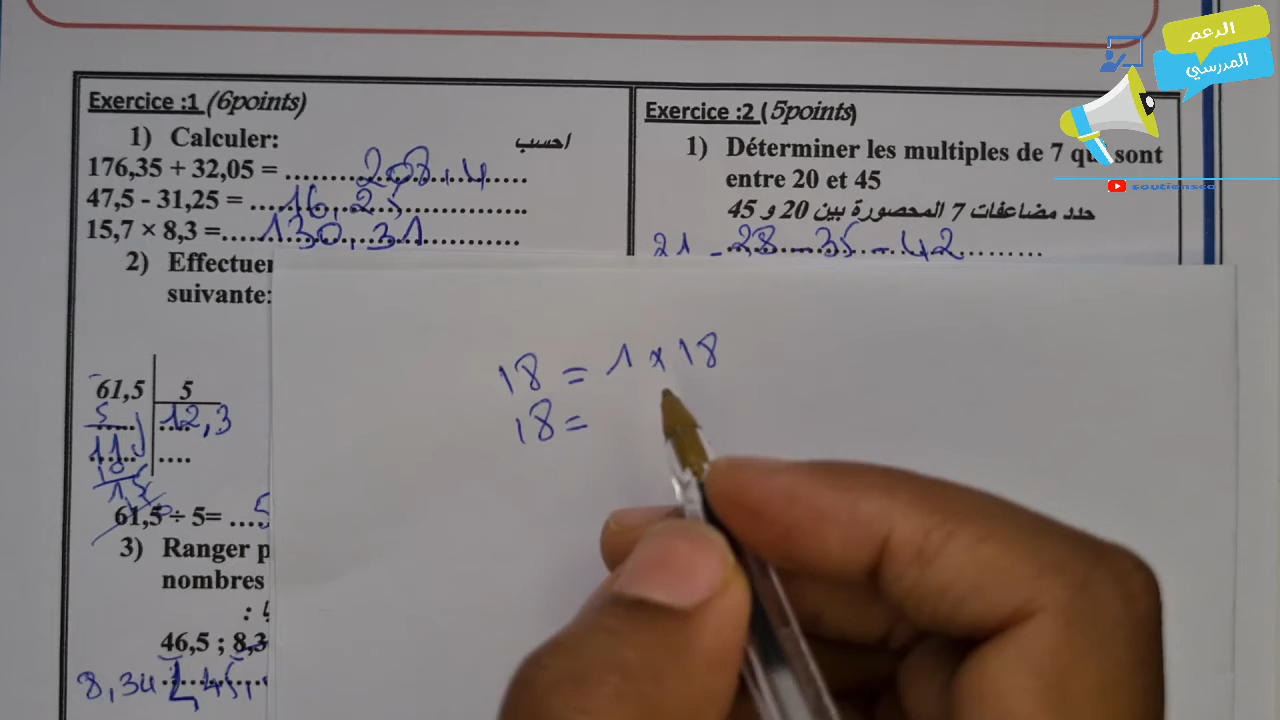 الدعم
المدرسي
soutiensco
Exercice :1 (6points)
1) Calculer:
احسب
176,35 + 32,05 = ........208,4....
47,5 - 31,25 = ....16,25..............
15,7 × 8,3 =.....130,31............
2) Effectuer
suivante:
61,5 5
5 12,3
11 ....
10
15
61,5 ÷ 5= ....
3) Ranger p
nombres
46,5 ; 8,3
8,34 45,
Exercice :2 ( 5points)
1) Déterminer les multiples de 7 qui sont
entre 20 et 45
حدد مضاعفات 7 المحصورة بين 20 و 45
21 - 28 - 35 - 42
18 = 1 × 18
18 =